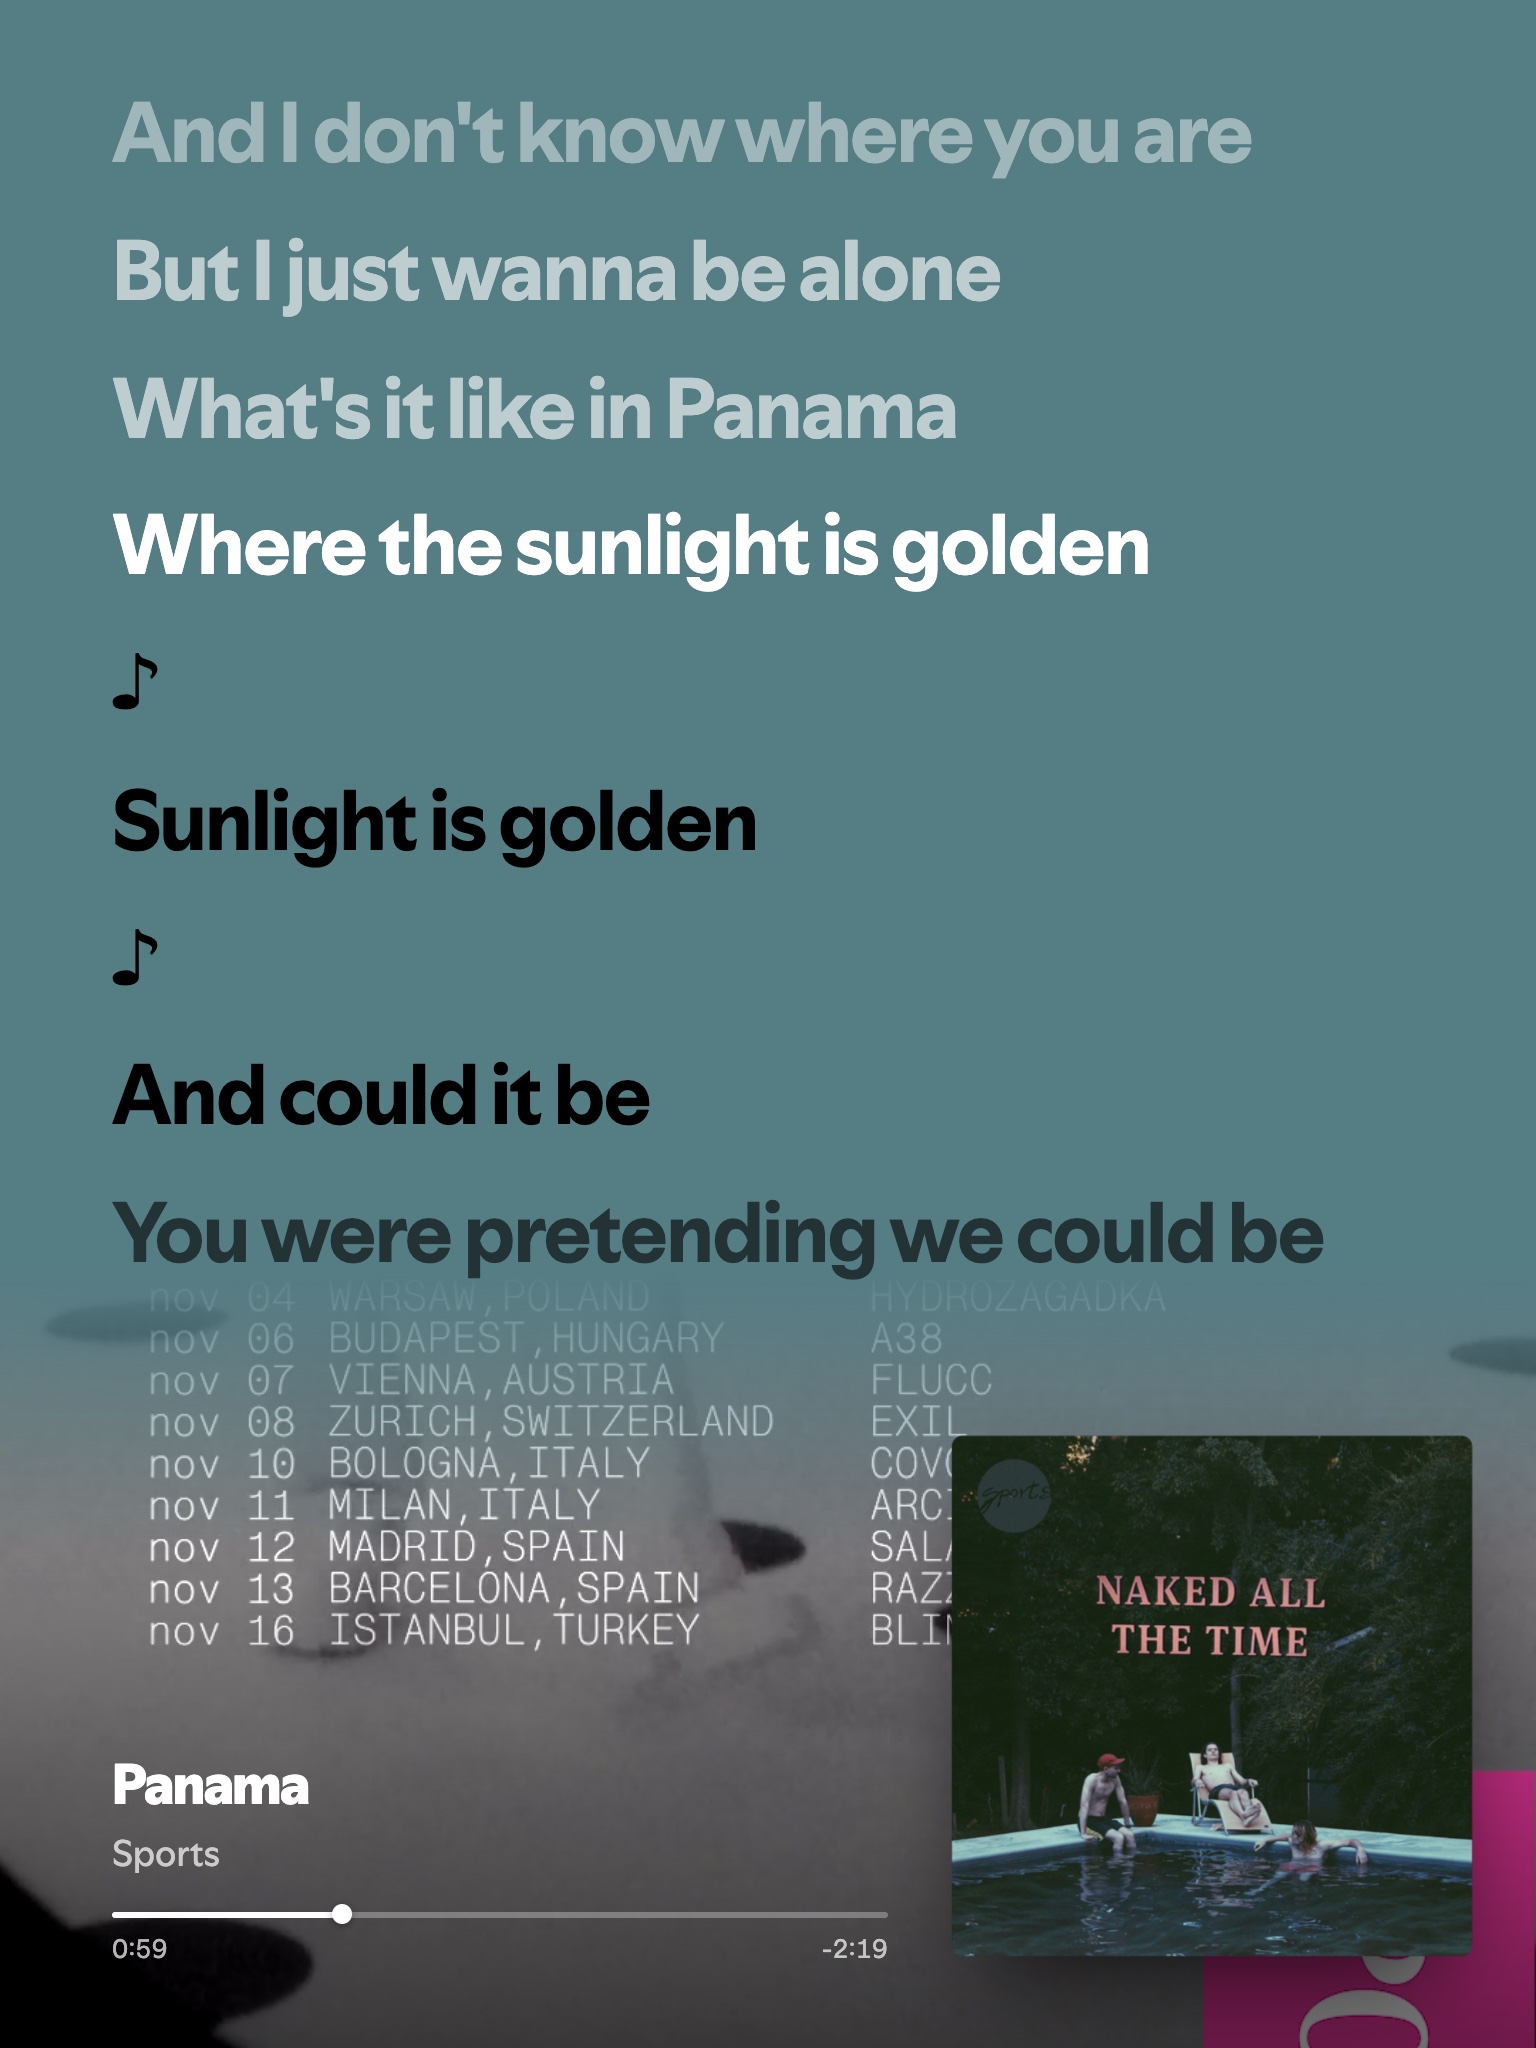 And I don't know where you are
But I just wanna be alone
What's it like in Panama
Where the sunlight is golden
♪
Sunlight is golden
♪
And could it be
You were pretending we could be
nov 04 WARSAW,POLAND HYDROZAGADKA
nov 06 BUDAPEST,HUNGARY A38
nov 07 VIENNA,AUSTRIA FLUCC
nov 08 ZURICH,SWITZERLAND EXIL
nov 10 BOLOGNA,ITALY
nov 11 MILAN,ITALY
nov 12 MADRID,SPAIN
nov 13 BARCELONA,SPAIN
nov 16 ISTANBUL,TURKEY
sports
NAKED ALL
THE TIME
Panama
Sports
0:59 -2:19